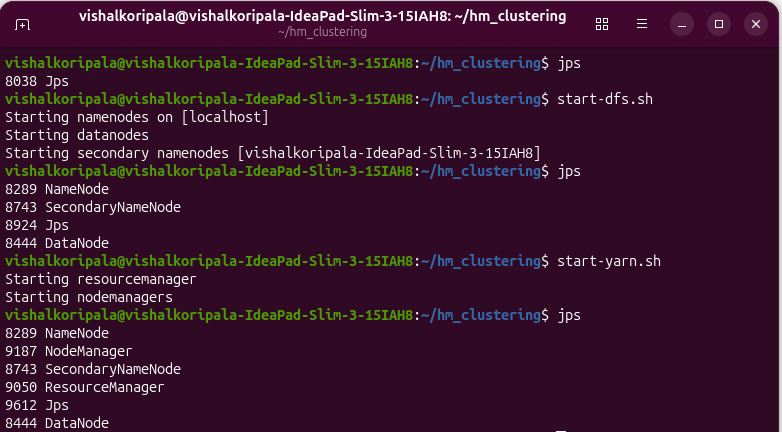 vishalkoripala@vishalkoripala-IdeaPad-Slim-3-15IAH8: ~/hm_clustering
~/hm_clustering
vishalkoripala@vishalkoripala-IdeaPad-Slim-3-15IAH8:~/hm_clustering$ jps
8038 Jps
vishalkoripala@vishalkoripala-IdeaPad-Slim-3-15IAH8:~/hm_clustering$ start-dfs.sh
Starting namenodes on [localhost]
Starting datanodes
Starting secondary namenodes [vishalkoripala-IdeaPad-Slim-3-15IAH8]
vishalkoripala@vishalkoripala-IdeaPad-Slim-3-15IAH8:~/hm_clustering$ jps
8289 NameNode
8743 SecondaryNameNode
8924 Jps
8444 DataNode
vishalkoripala@vishalkoripala-IdeaPad-Slim-3-15IAH8:~/hm_clustering$ start-yarn.sh
Starting resourcemanager
Starting nodemanagers
vishalkoripala@vishalkoripala-IdeaPad-Slim-3-15IAH8:~/hm_clustering$ jps
8289 NameNode
9187 NodeManager
8743 SecondaryNameNode
9050 ResourceManager
9612 Jps
8444 DataNode